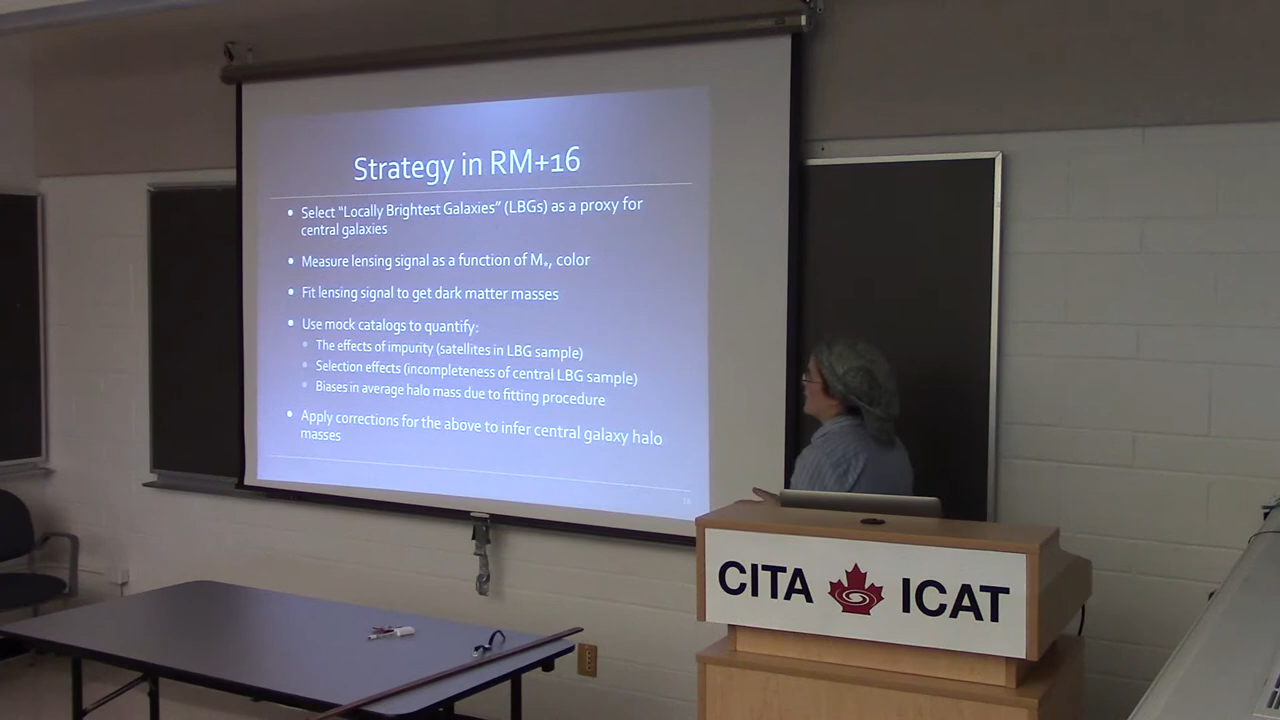 Strategy in RM+16
• Select “Locally Brightest Galaxies” (LBGs) as a proxy for
central galaxies
• Measure lensing signal as a function of M*, color
• Fit lensing signal to get dark matter masses
• Use mock catalogs to quantify:
• The effects of impurity (satellites in LBG sample)
• Selection effects (incompleteness of central LBG sample)
• Biases in average halo mass due to fitting procedure
• Apply corrections for the above to infer central galaxy halo
masses
CITA ICAT